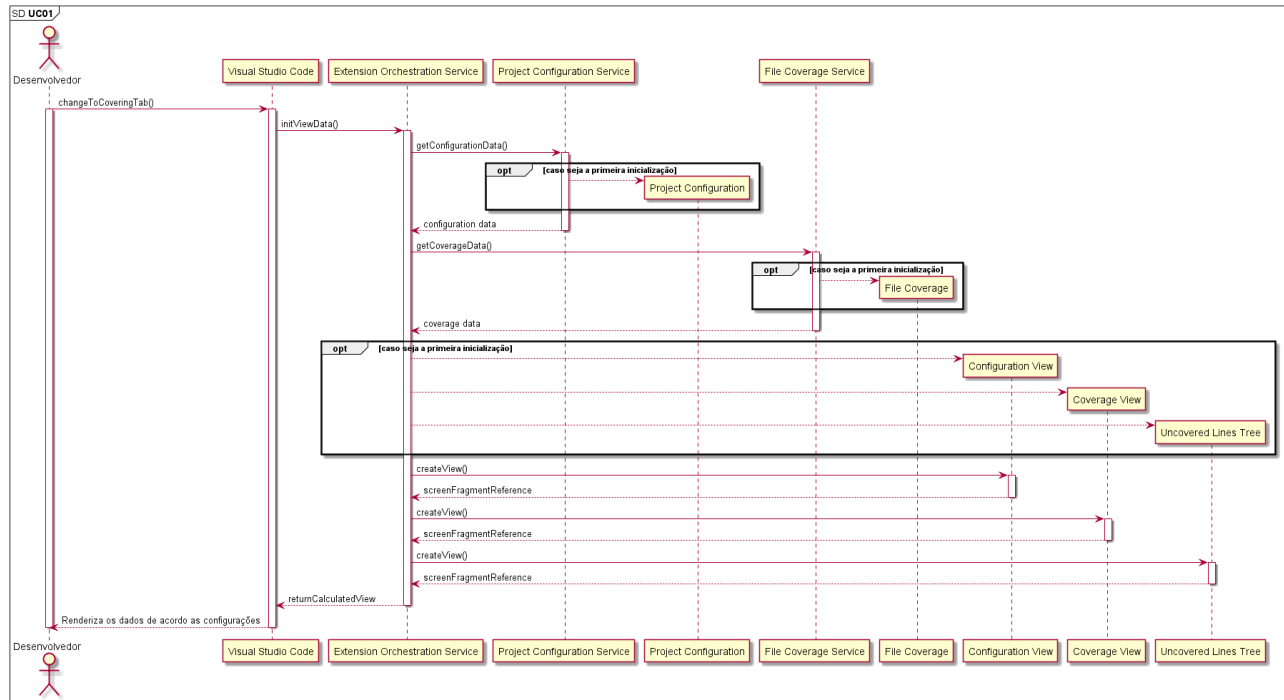 SD UC01
Desenvolvedor
Visual Studio Code
Extension Orchestration Service
Project Configuration Service
File Coverage Service
changeToCoveringTab()
initViewData()
getConfigurationData()
opt [caso seja a primeira inicialização]
Project Configuration
configuration data
getCoverageData()
opt [caso seja a primeira inicialização]
File Coverage
coverage data
opt [caso seja a primeira inicialização]
Configuration View
Coverage View
Uncovered Lines Tree
createView()
screenFragmentReference
createView()
screenFragmentReference
createView()
screenFragmentReference
returnCalculatedView
Renderiza os dados de acordo as configurações
Desenvolvedor
Visual Studio Code
Extension Orchestration Service
Project Configuration Service
Project Configuration
File Coverage Service
File Coverage
Configuration View
Coverage View
Uncovered Lines Tree